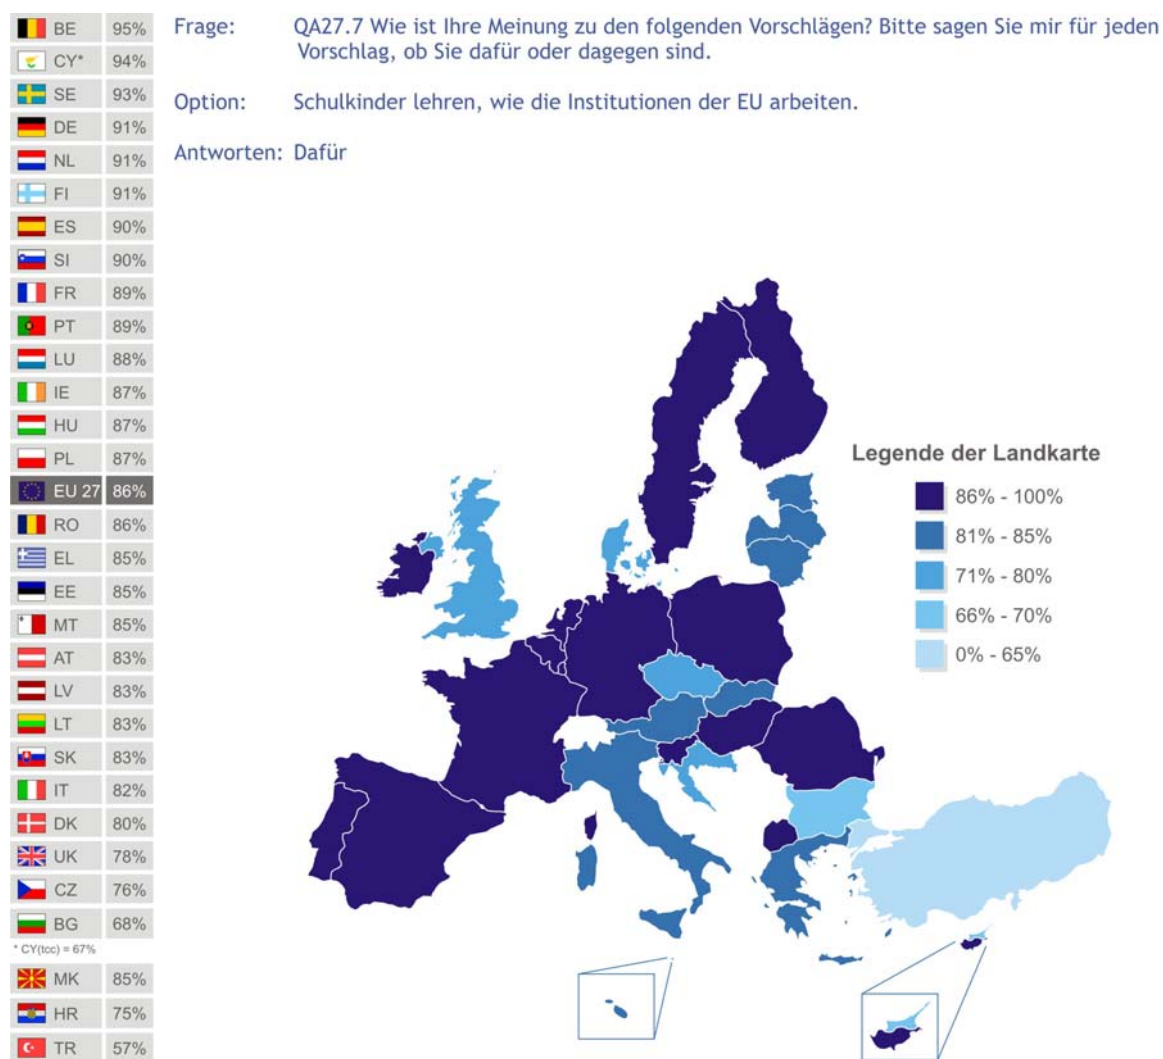 BE 95%
CY* 94%
SE 93%
DE 91%
NL 91%
FI 91%
ES 90%
SI 90%
FR 89%
PT 89%
LU 88%
IE 87%
HU 87%
PL 87%
EU 27 86%
RO 86%
EL 85%
EE 85%
MT 85%
AT 83%
LV 83%
LT 83%
SK 83%
IT 82%
DK 80%
UK 78%
CZ 76%
BG 68%
* CY(tcc) = 67%
MK 85%
HR 75%
TR 57%
Frage: QA27.7 Wie ist Ihre Meinung zu den folgenden Vorschlägen? Bitte sagen Sie mir für jeden
Vorschlag, ob Sie dafür oder dagegen sind.
Option: Schulkinder lehren, wie die Institutionen der EU arbeiten.
Antworten: Dafür
Legende der Landkarte
86% - 100%
81% - 85%
71% - 80%
66% - 70%
0% - 65%